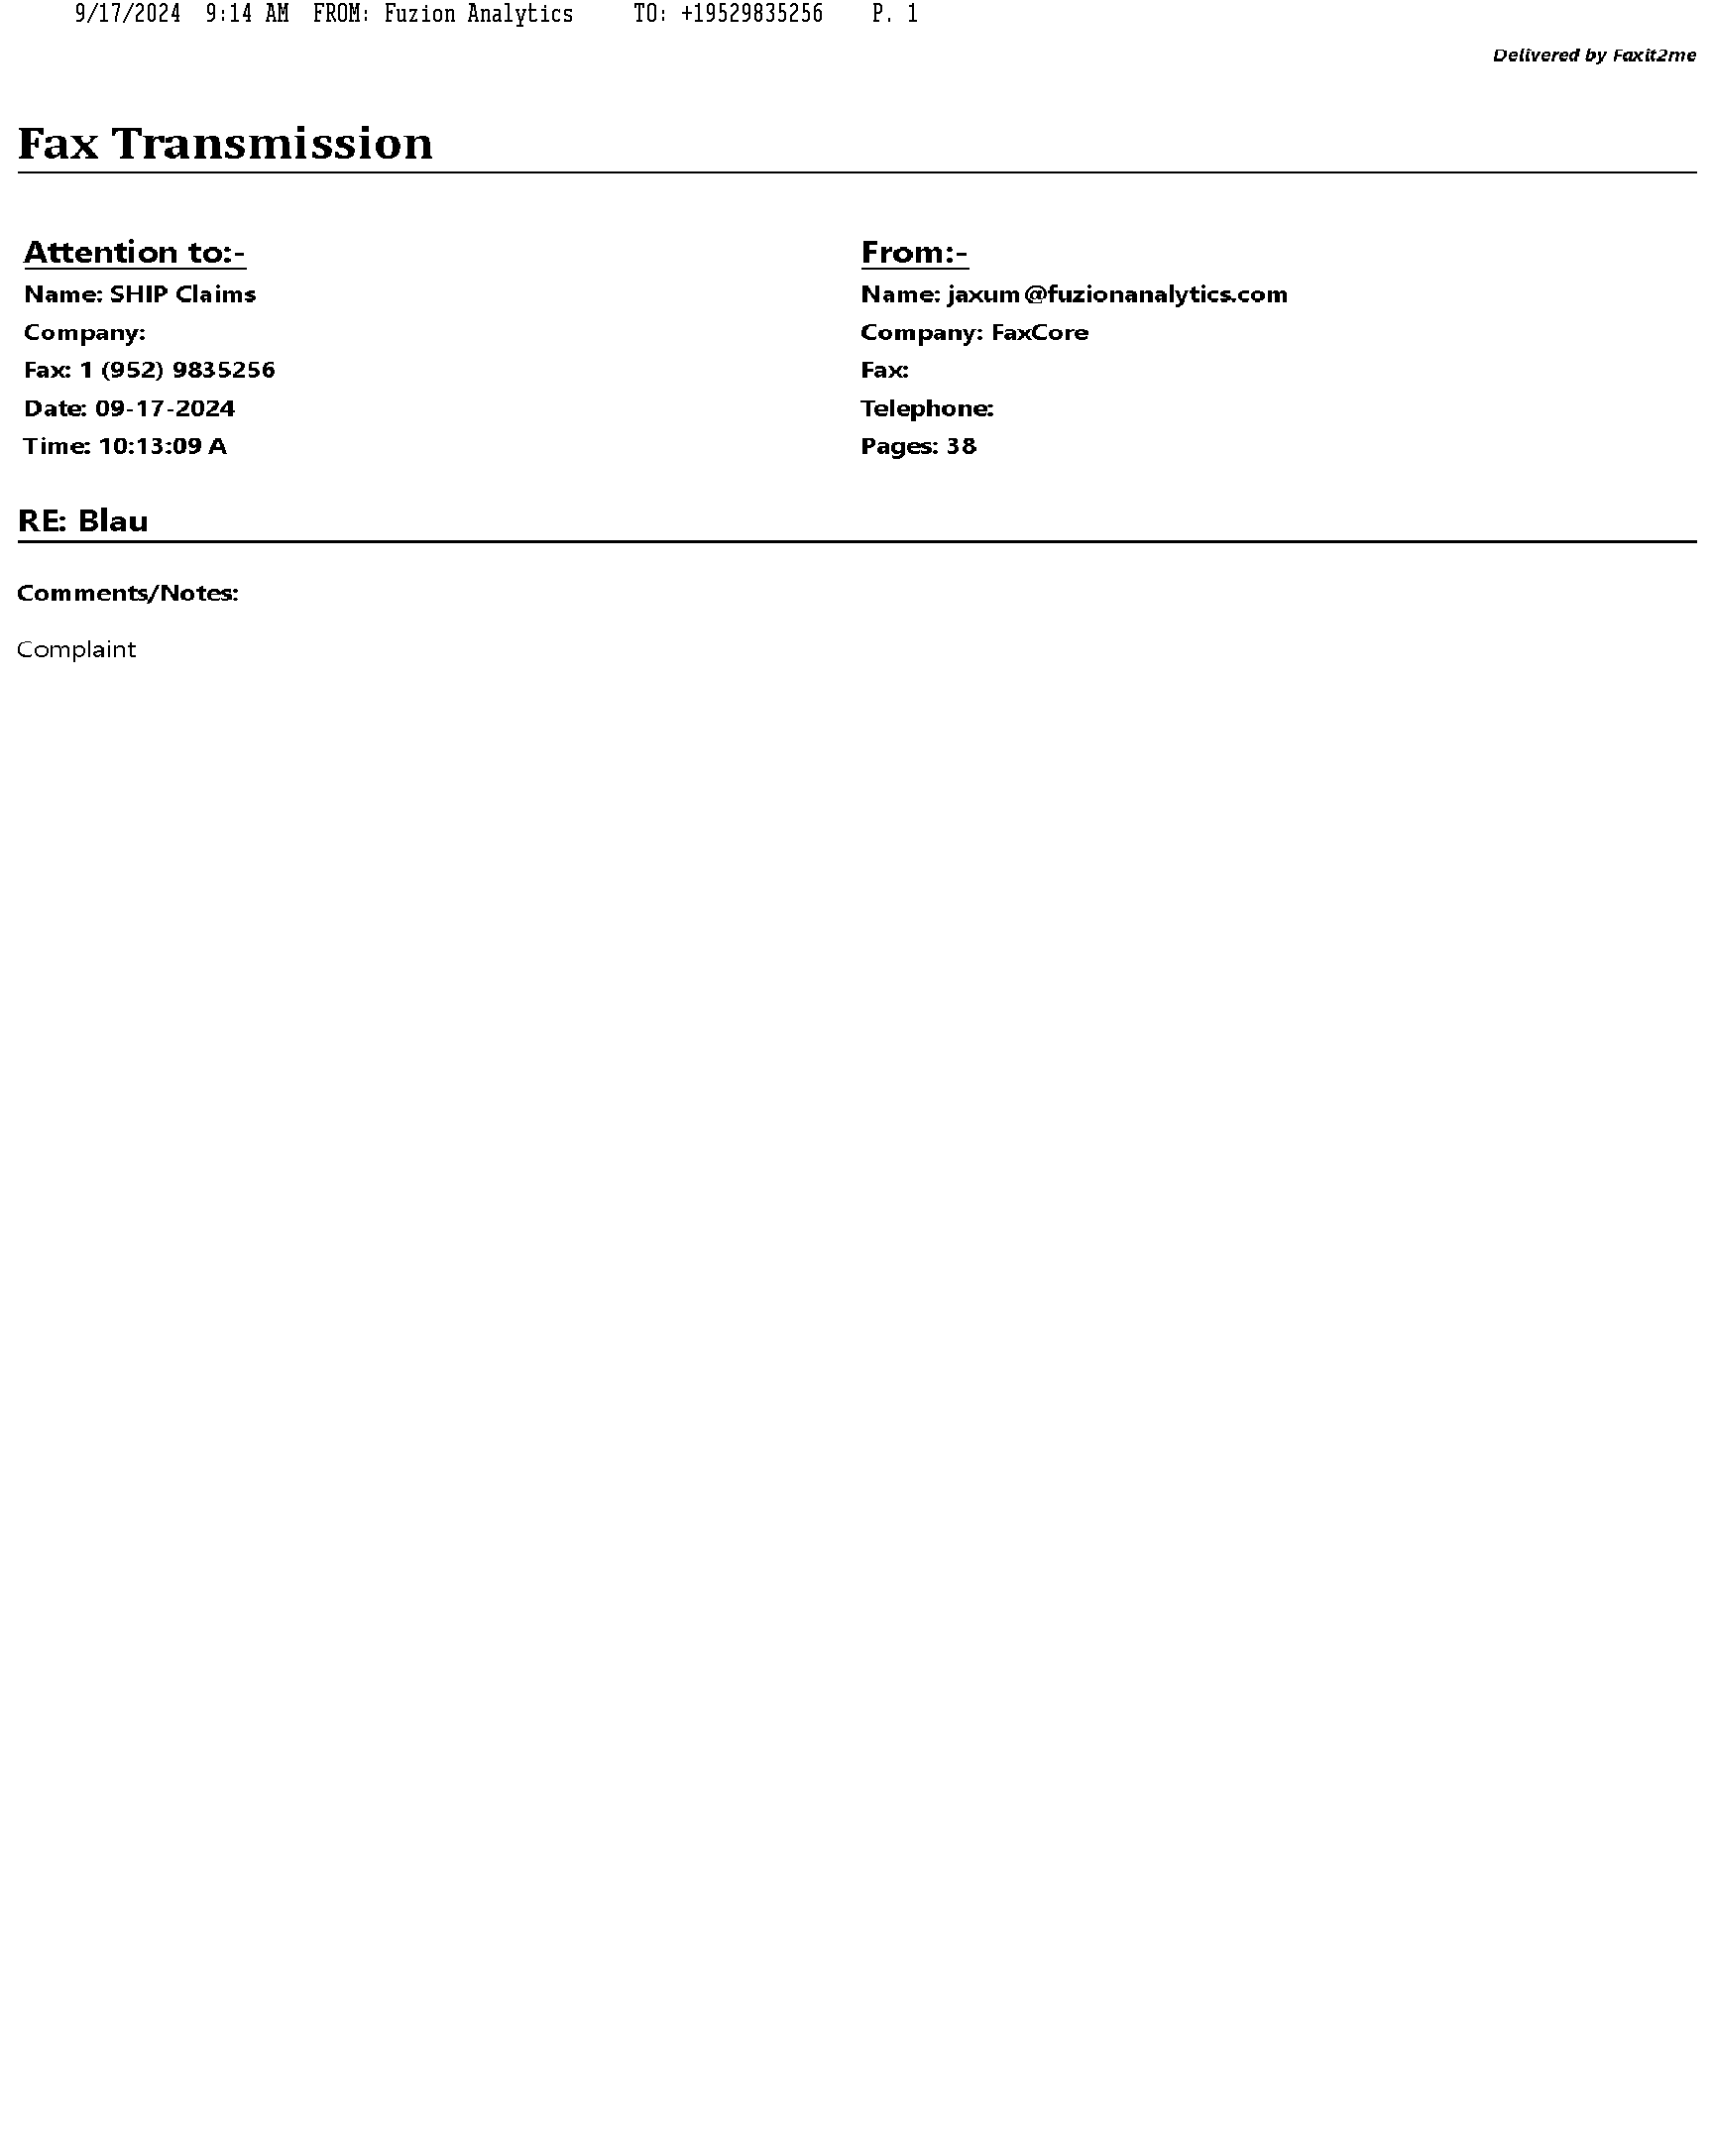 9/17/2024 9:14 AM FROM: Fuzion Analytics TO: +19529835256 P. 1
Delivered by Faxit2me
Fax Transmission
Attention to:-
Name: SHIP Claims
Company:
Fax: 1 (952) 9835256
Date: 09-17-2024
Time: 10:13:09 A
From:-
Name: jaxum@fuzionanalytics.com
Company: FaxCore
Fax:
Telephone:
Pages: 38
RE: Blau
Comments/Notes:
Complaint